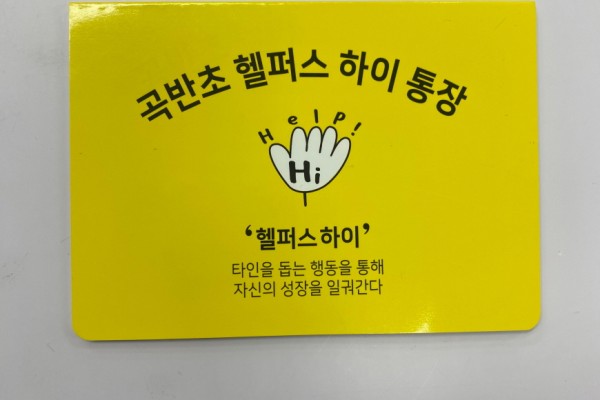 곡반초 헬퍼스 하이 통장
Help!
Hi
‘헬퍼스 하이’
타인을 돕는 행동을 통해
자신의 성장을 일궈간다